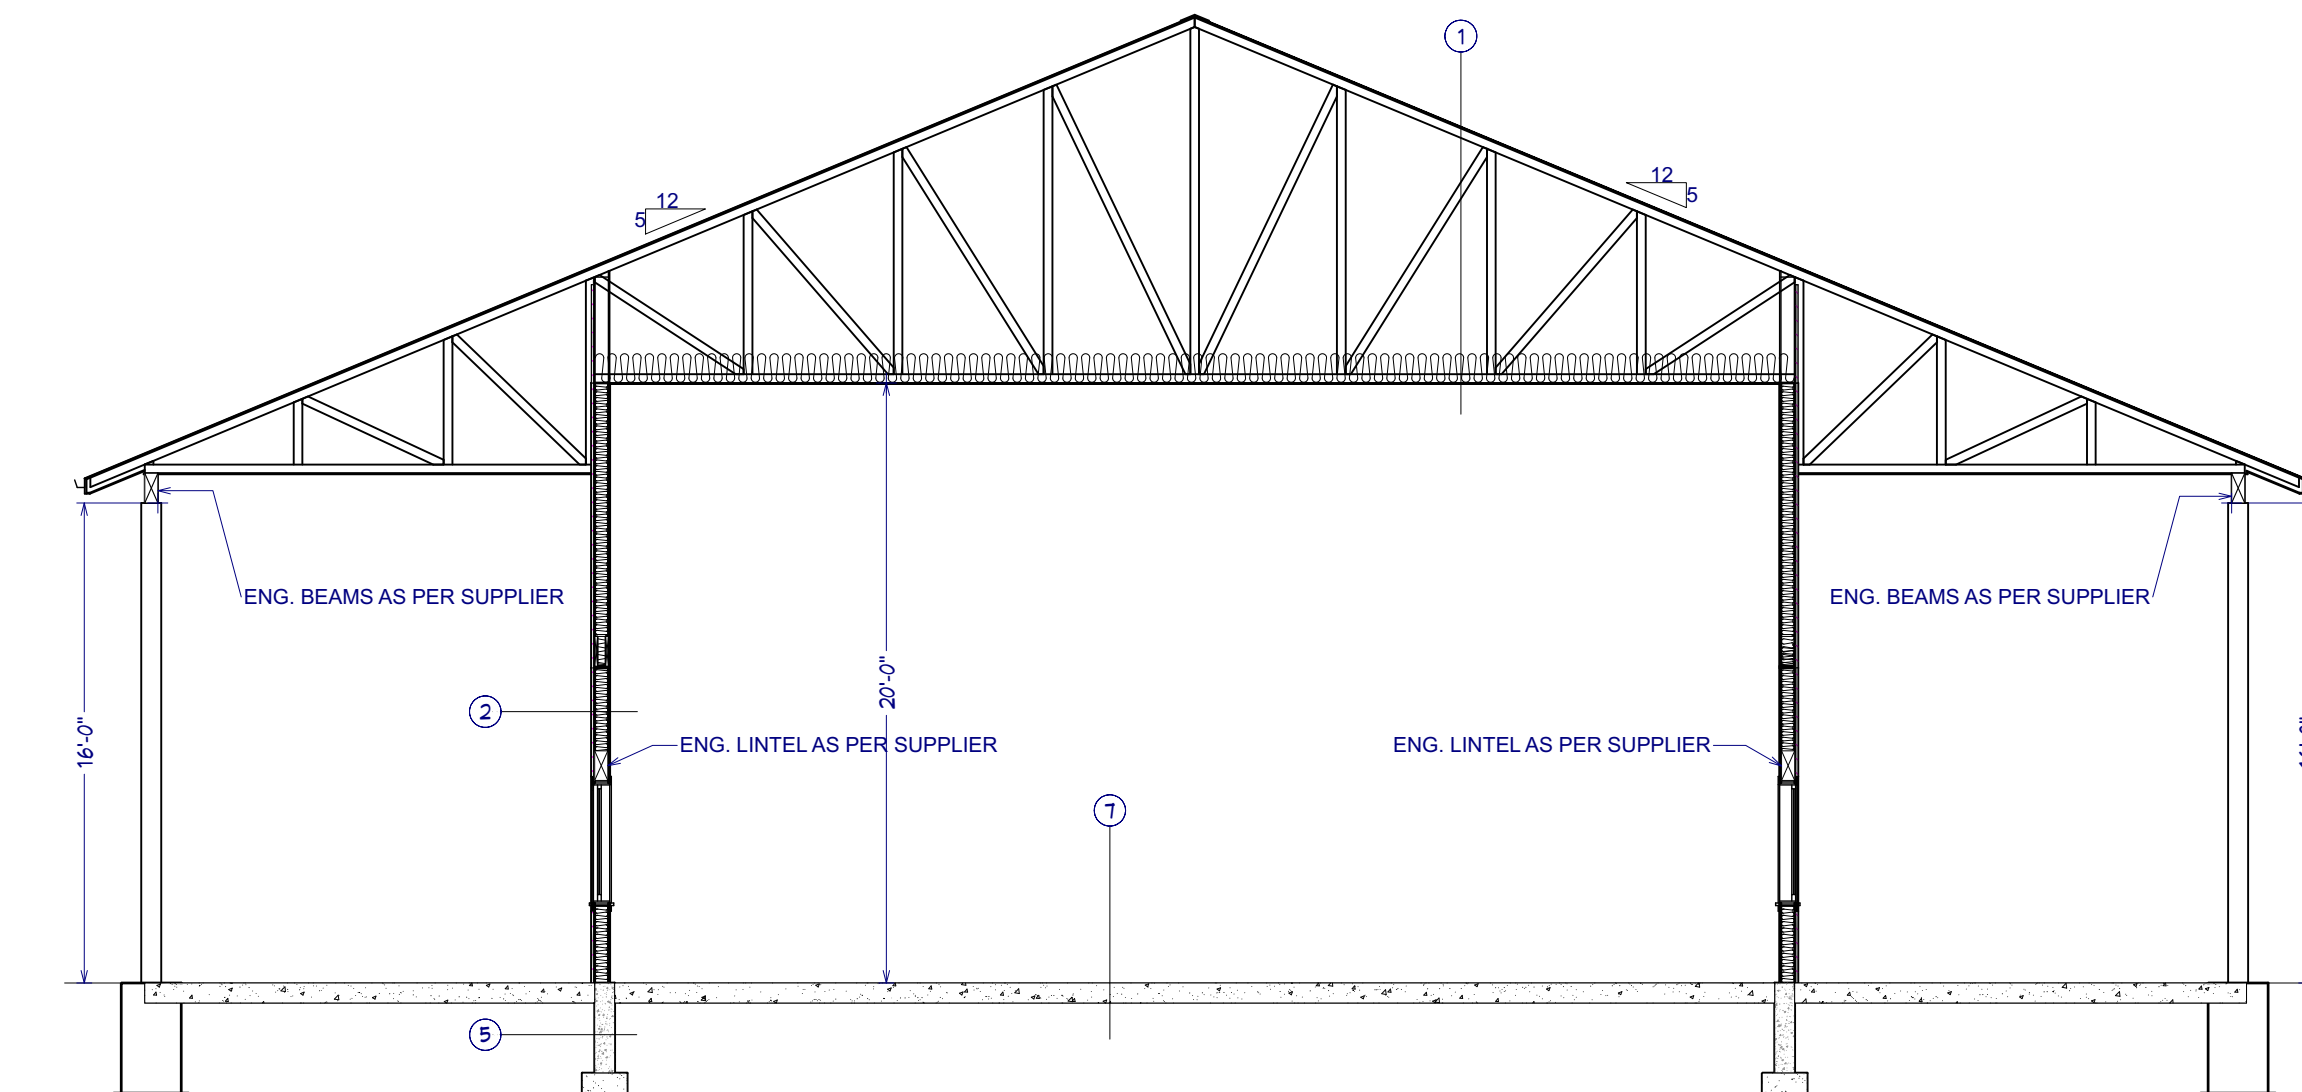 1
12
5
12
5
ENG. BEAMS AS PER SUPPLIER
ENG. BEAMS AS PER SUPPLIER
20'-0"
2
16'-0"
ENG. LINTEL AS PER SUPPLIER
ENG. LINTEL AS PER SUPPLIER
7
5